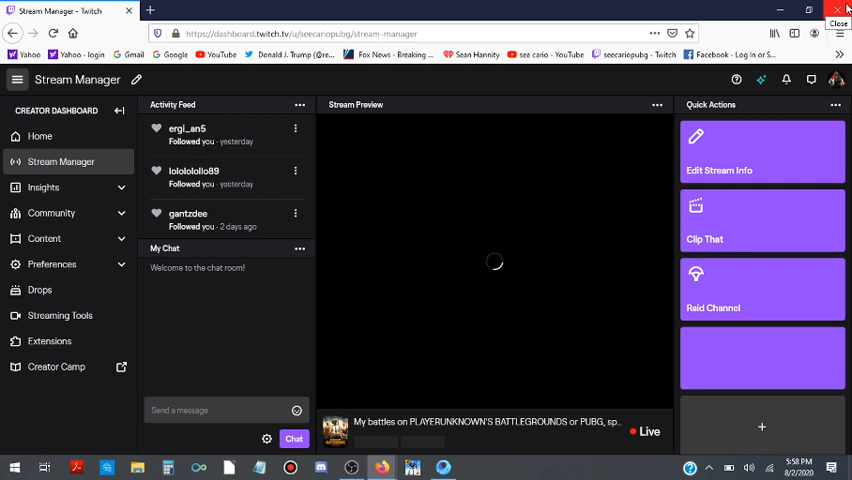 Stream Manager - Twitch
Close
https://dashboard.twitch.tv/u/seecariopubg/stream-manager
Yahoo
Yahoo - login
Gmail
Google
YouTube
Donald J. Trump (@re...
Fox News - Breaking ...
Sean Hannity
see cario - YouTube
seecariopubg - Twitch
Facebook - Log In or S...
Stream Manager
CREATOR DASHBOARD
Home
Stream Manager
Insights
Community
Content
Preferences
Drops
Streaming Tools
Extensions
Creator Camp
Activity Feed
ergi_an5
Followed you - yesterday
lolololollo89
Followed you - yesterday
gantzdee
Followed you - 2 days ago
My Chat
Welcome to the chat room!
Send a message
Chat
Stream Preview
My battles on PLAYERUNKNOWN'S BATTLEGROUNDS or PUBG, sp...
Live
Quick Actions
Edit Stream Info
Clip That
Raid Channel
5:58 PM
8/2/2020